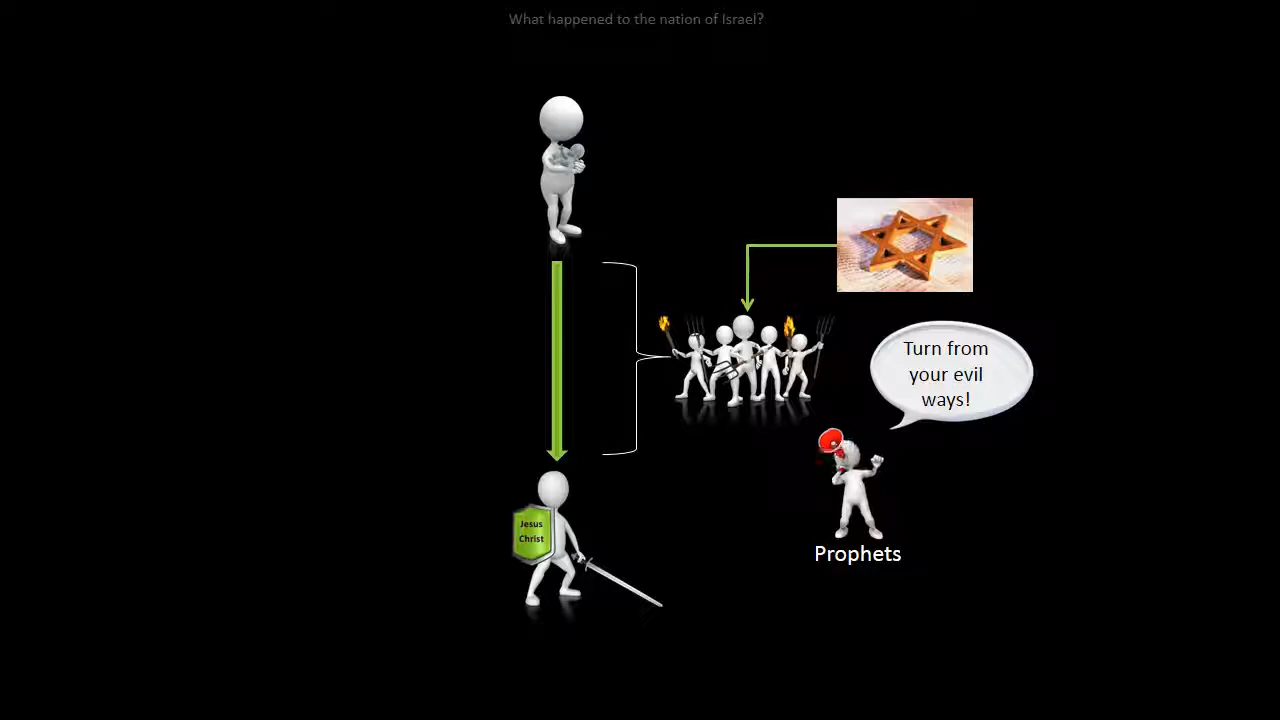 What happened to the nation of Israel?
Turn from
your evil
ways!
Jesus
Christ
Prophets